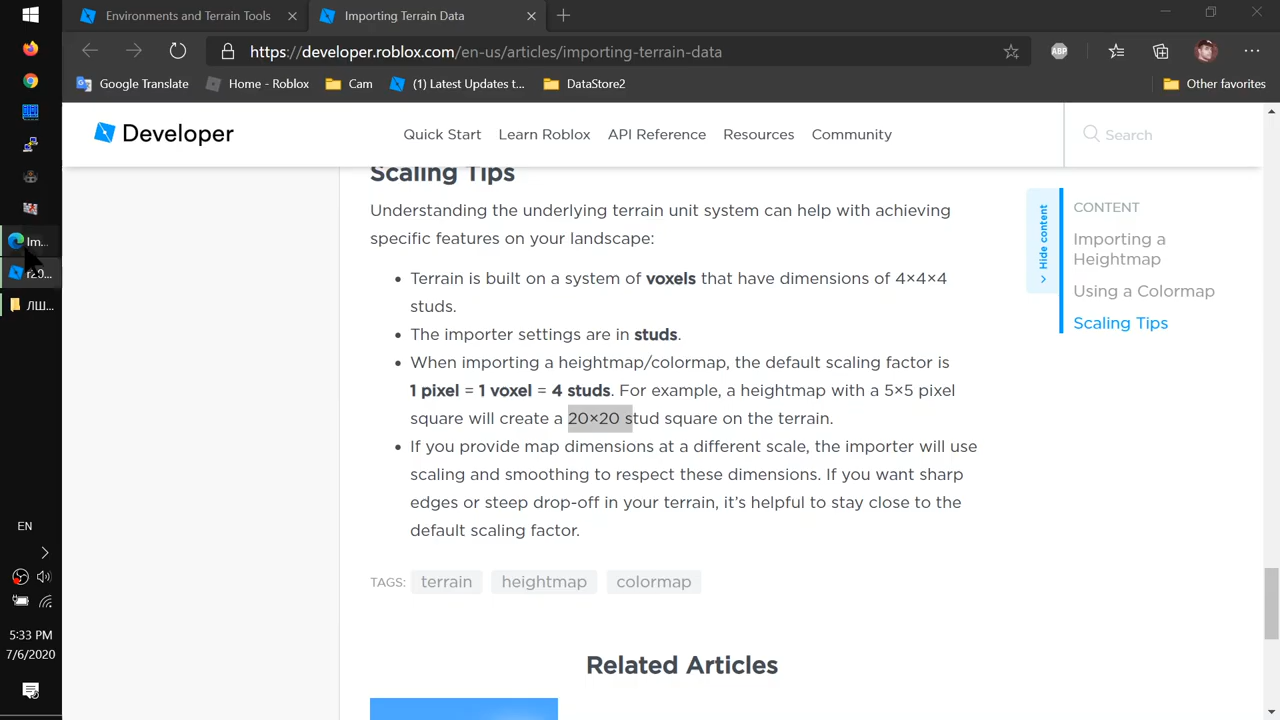 Environments and Terrain Tools
Importing Terrain Data
https://developer.roblox.com/en-us/articles/importing-terrain-data
ABP
Google Translate
Home - Roblox
Cam
(1) Latest Updates t...
DataStore2
Other favorites
Developer
Quick Start
Learn Roblox
API Reference
Resources
Community
Search
Scaling Tips
Understanding the underlying terrain unit system can help with achieving
specific features on your landscape:
• Terrain is built on a system of voxels that have dimensions of 4×4×4
studs.
• The importer settings are in studs.
• When importing a heightmap/colormap, the default scaling factor is
1 pixel = 1 voxel = 4 studs. For example, a heightmap with a 5×5 pixel
square will create a 20×20 stud square on the terrain.
• If you provide map dimensions at a different scale, the importer will use
scaling and smoothing to respect these dimensions. If you want sharp
edges or steep drop-off in your terrain, it's helpful to stay close to the
default scaling factor.
TAGS:
terrain
heightmap
colormap
Related Articles
Hide content
CONTENT
Importing a
Heightmap
Using a Colormap
Scaling Tips
Im...
ЛШ...
EN
5:33 PM
7/6/2020